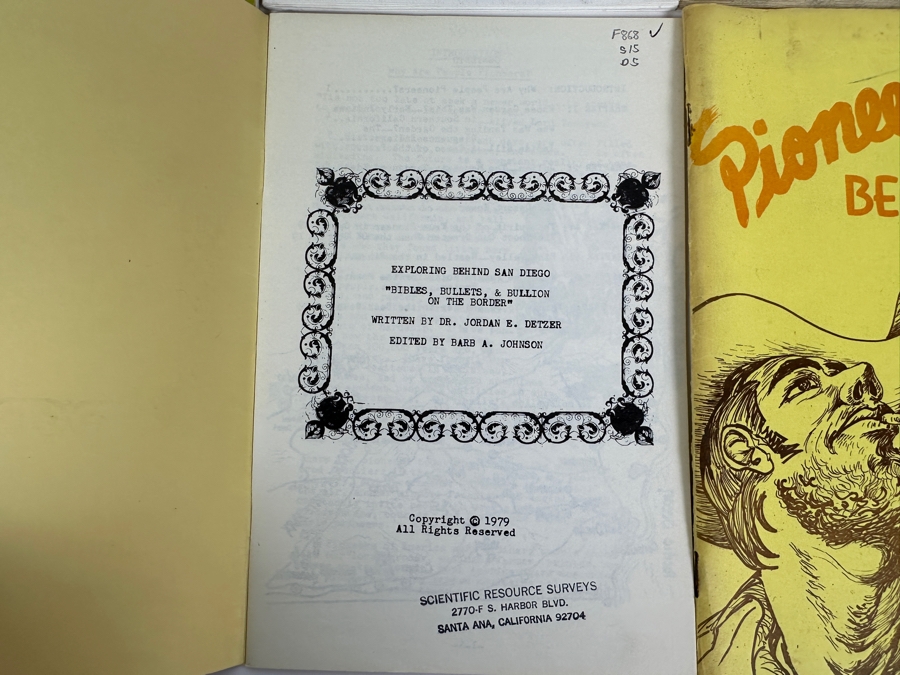 F868 ✓
S15
D5
EXPLORING BEHIND SAN DIEGO
"BIBLES, BULLETS, & BULLION
ON THE BORDER"
WRITTEN BY DR. JORDAN E. DETZER
EDITED BY BARB A. JOHNSON
Copyright © 1979
All Rights Reserved
SCIENTIFIC RESOURCE SURVEYS
2770-F S. HARBOR BLVD.
SANTA ANA, CALIFORNIA 92704
Pionee
BE